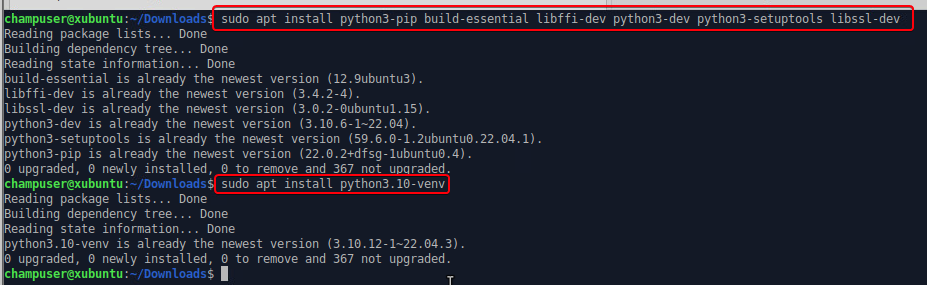 champuser@xubuntu:~/Downloads$ sudo apt install python3-pip build-essential libffi-dev python3-dev python3-setuptools libssl-dev
Reading package lists... Done
Building dependency tree... Done
Reading state information... Done
build-essential is already the newest version (12.9ubuntu3).
libffi-dev is already the newest version (3.4.2-4).
libssl-dev is already the newest version (3.0.2-0ubuntu1.15).
python3-dev is already the newest version (3.10.6-1~22.04).
python3-setuptools is already the newest version (59.6.0-1.2ubuntu0.22.04.1).
python3-pip is already the newest version (22.0.2+dfsg-1ubuntu0.4).
0 upgraded, 0 newly installed, 0 to remove and 367 not upgraded.
champuser@xubuntu:~/Downloads$ sudo apt install python3.10-venv
Reading package lists... Done
Building dependency tree... Done
Reading state information... Done
python3.10-venv is already the newest version (3.10.12-1~22.04.3).
0 upgraded, 0 newly installed, 0 to remove and 367 not upgraded.
champuser@xubuntu:~/Downloads$